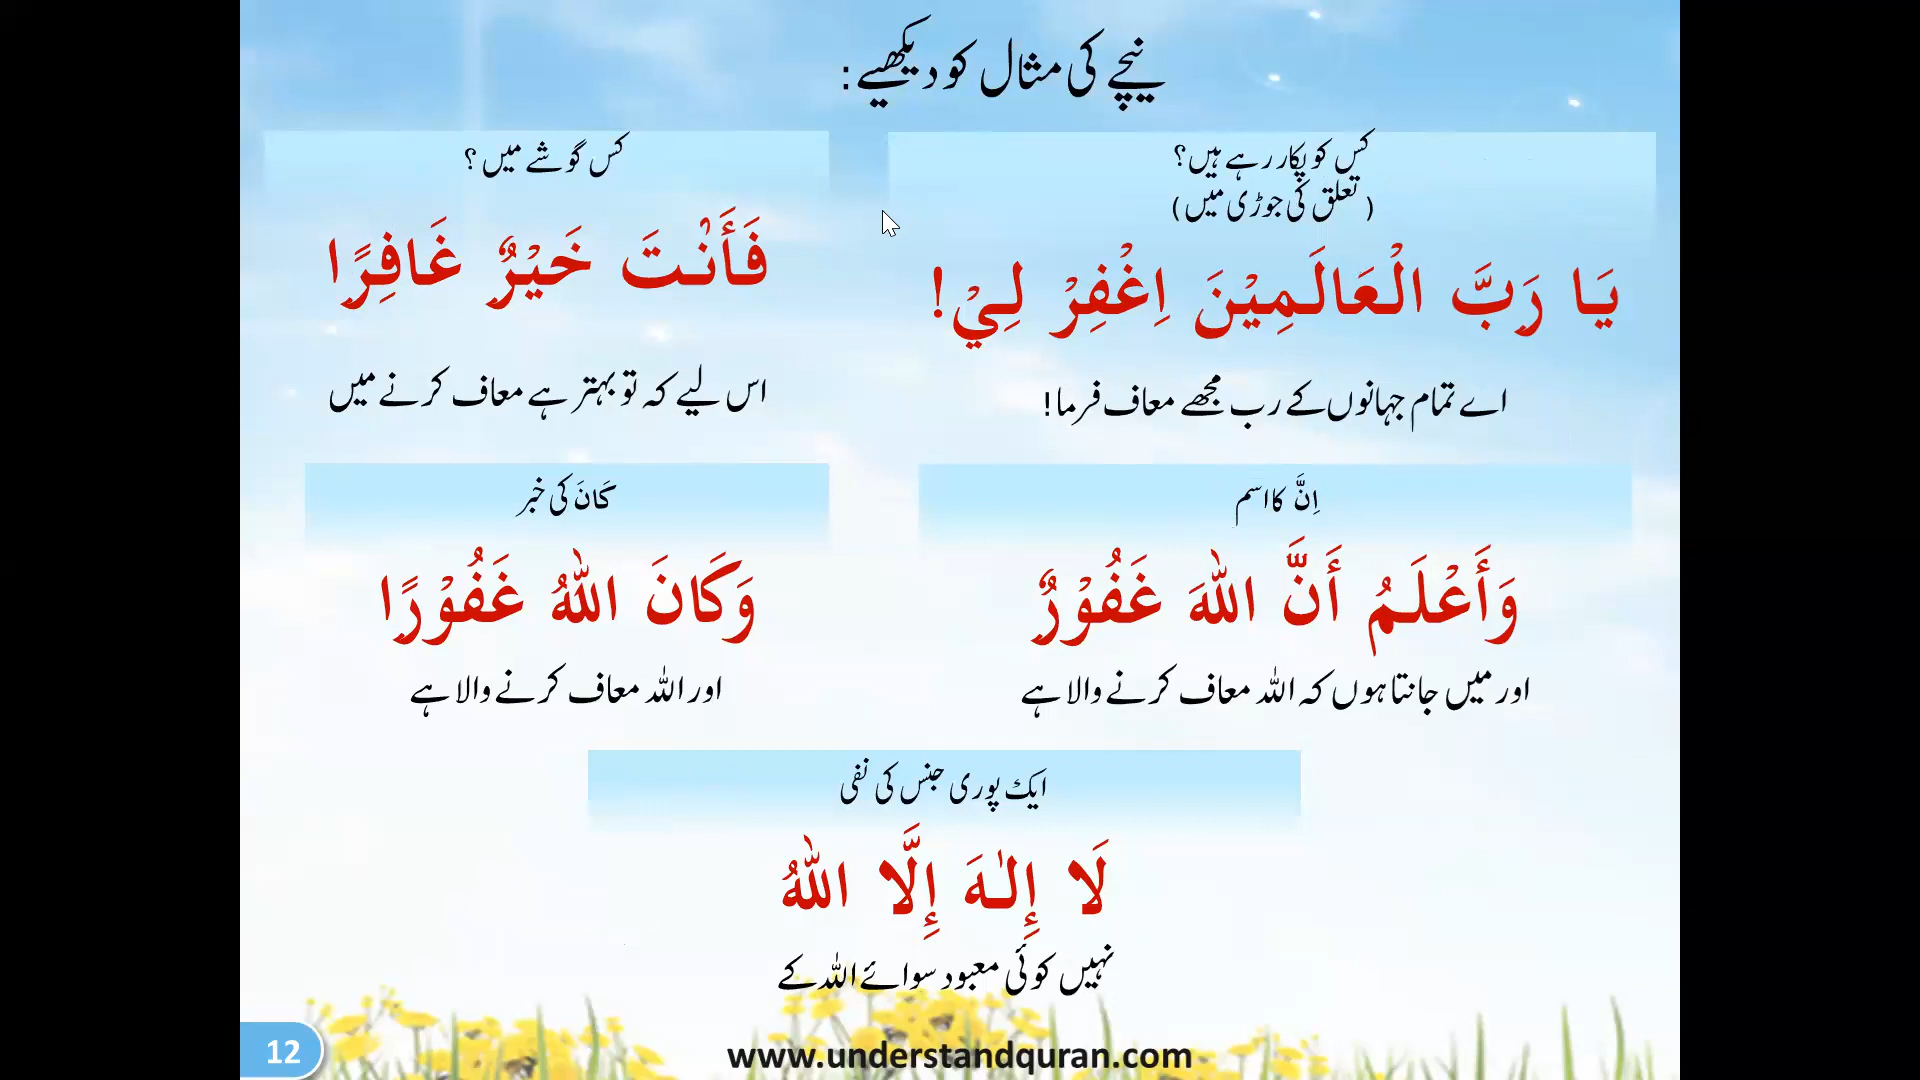 نیچے کی مثال کو دیکھیے:
کس کو پکار رہے ہیں؟
(تعلق کی جوڑی میں)
يَا رَبَّ الْعَالَمِيْنَ اِغْفِرْ لِيْ!
اے تمام جہانوں کے رب مجھے معاف فرما!
کس گوشے میں؟
فَأَنْتَ خَيْرٌ غَافِرًا
اس لیے کہ تو بہتر ہے معاف کرنے میں
اِنَّ کا اسم
وَأَعْلَمُ أَنَّ اللهَ غَفُوْرٌ
اور میں جانتا ہوں کہ اللہ معاف کرنے والا ہے
كَانَ کی خبر
وَكَانَ اللهُ غَفُوْرًا
اور اللہ معاف کرنے والا ہے
ایک پوری جنس کی نفی
لَا إِلٰهَ إِلَّا اللهُ
نہیں کوئی معبود سوائے اللہ کے
12
www.understandquran.com